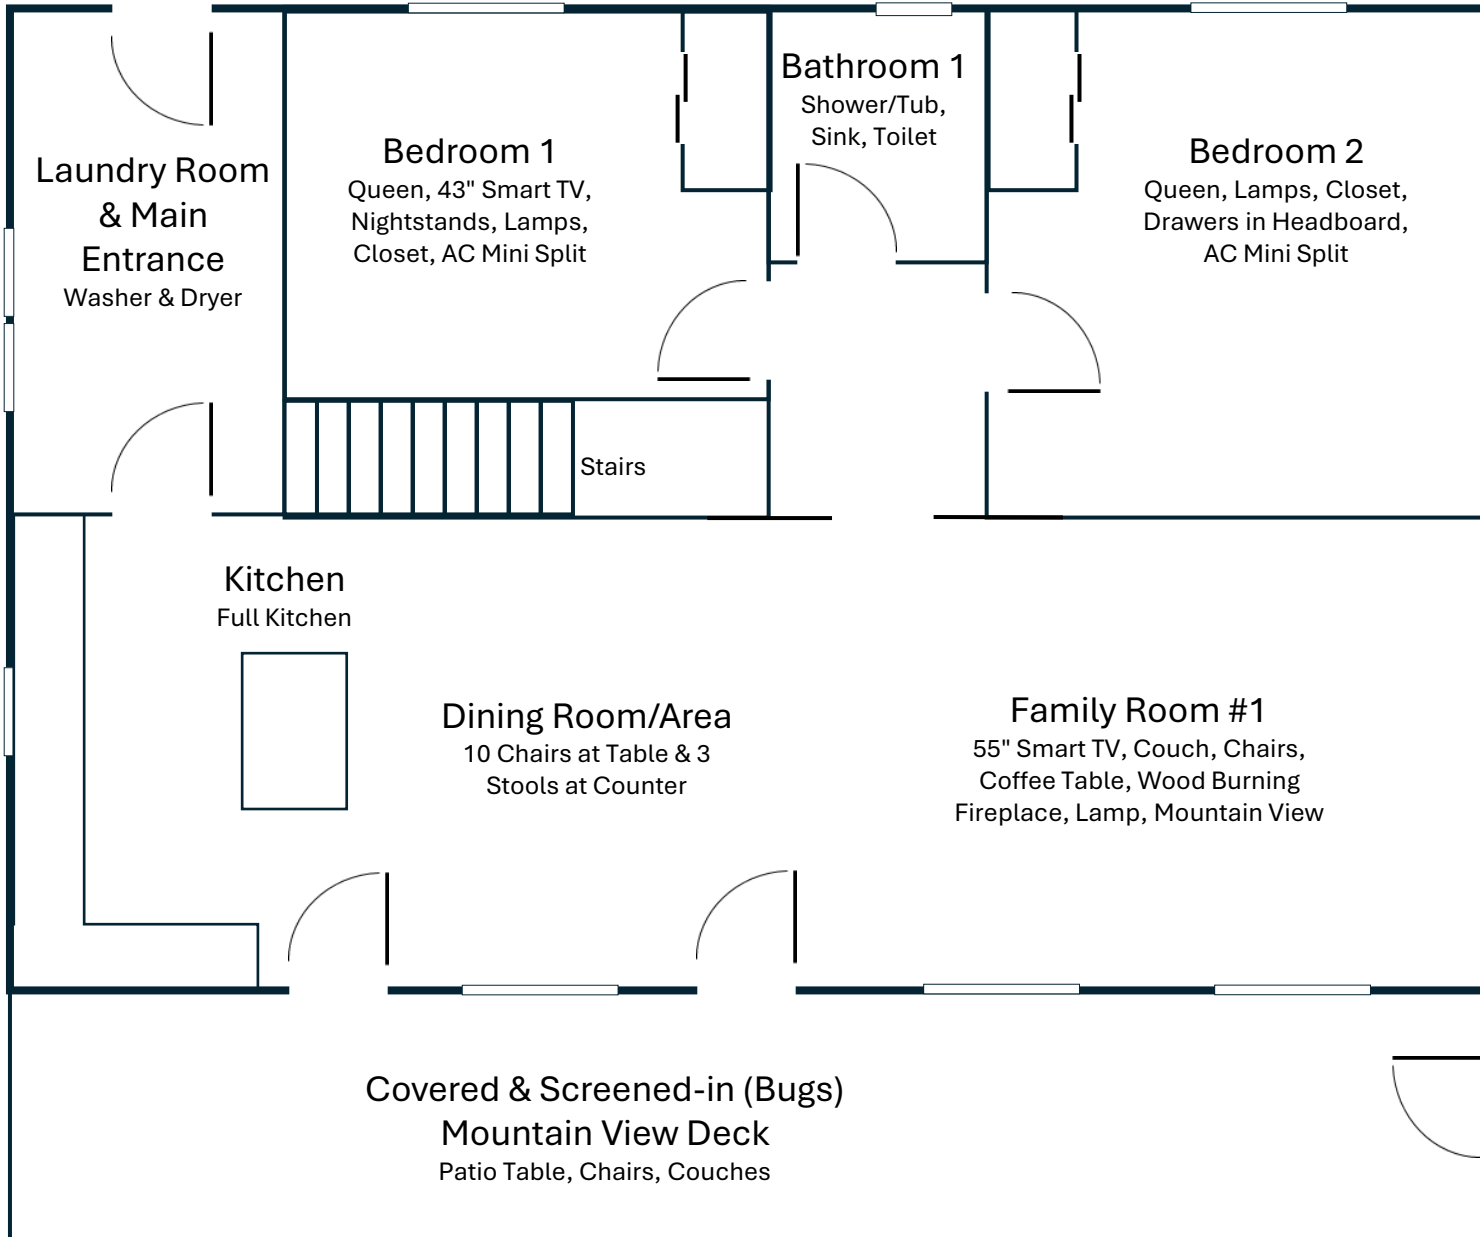 Laundry Room
& Main
Entrance
Washer & Dryer
Bedroom 1
Queen, 43" Smart TV,
Nightstands, Lamps,
Closet, AC Mini Split
Bathroom 1
Shower/Tub,
Sink, Toilet
Bedroom 2
Queen, Lamps, Closet,
Drawers in Headboard,
AC Mini Split
Stairs
Kitchen
Full Kitchen
Dining Room/Area
10 Chairs at Table & 3
Stools at Counter
Family Room #1
55" Smart TV, Couch, Chairs,
Coffee Table, Wood Burning
Fireplace, Lamp, Mountain View
Covered & Screened-in (Bugs)
Mountain View Deck
Patio Table, Chairs, Couches